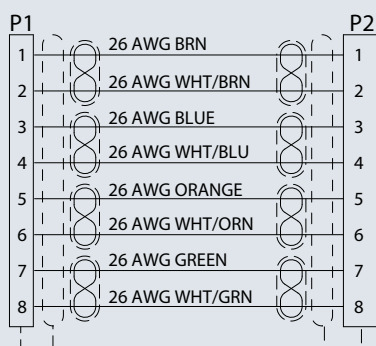 P1 P2
1 26 AWG BRN 1
2 26 AWG WHT/BRN 2
3 26 AWG BLUE 3
4 26 AWG WHT/BLU 4
5 26 AWG ORANGE 5
6 26 AWG WHT/ORN 6
7 26 AWG GREEN 7
8 26 AWG WHT/GRN 8